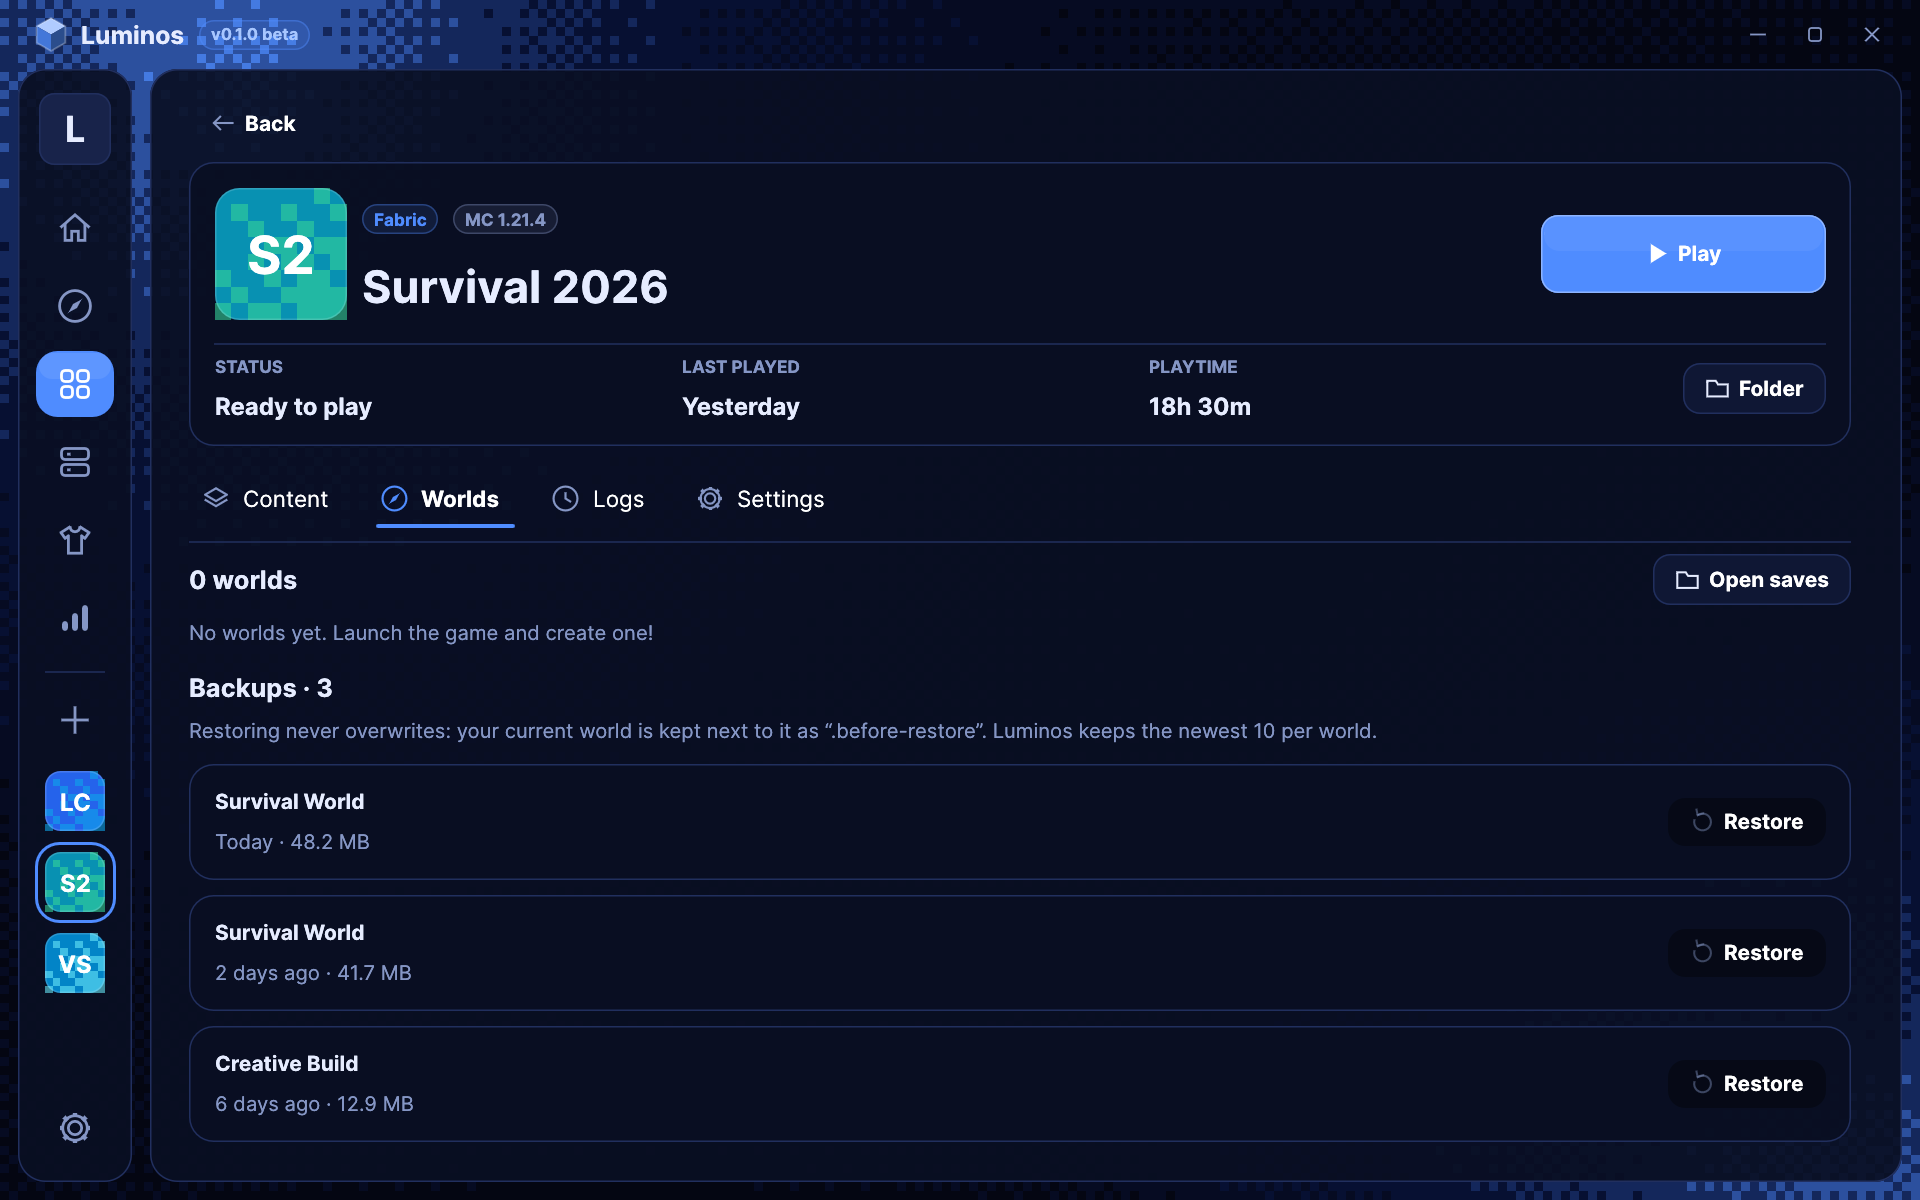 Luminos
v0.1.0 beta
L
Back
S2
Fabric
MC 1.21.4
Survival 2026
Play
STATUS
LAST PLAYED
PLAYTIME
Ready to play
Yesterday
18h 30m
Folder
Content
Worlds
Logs
Settings
0 worlds
Open saves
No worlds yet. Launch the game and create one!
Backups · 3
Restoring never overwrites: your current world is kept next to it as “.before-restore”. Luminos keeps the newest 10 per world.
LC
S2
VS
Survival World
Today · 48.2 MB
Restore
Survival World
2 days ago · 41.7 MB
Restore
Creative Build
6 days ago · 12.9 MB
Restore